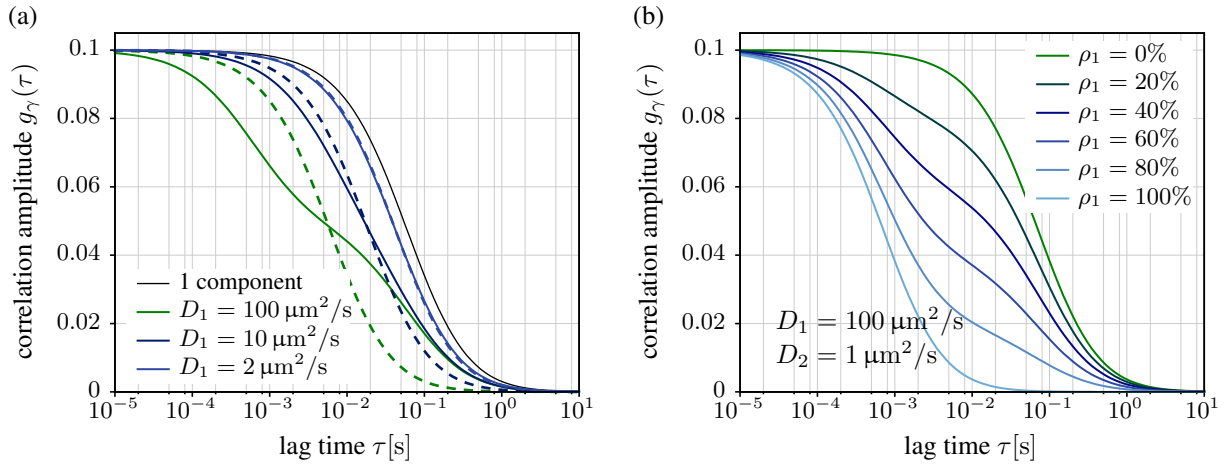 (a)
correlation amplitude g_γ(τ)
0.1
0.08
0.06
0.04
0.02
0
1 component
D₁ = 100 μm²/s
D₁ = 10 μm²/s
D₁ = 2 μm²/s
10⁻⁵ 10⁻⁴ 10⁻³ 10⁻² 10⁻¹ 10⁰ 10¹
lag time τ[s]
(b)
correlation amplitude g_γ(τ)
0.1
0.08
0.06
0.04
0.02
0
ρ₁ = 0%
ρ₁ = 20%
ρ₁ = 40%
ρ₁ = 60%
ρ₁ = 80%
ρ₁ = 100%
D₁ = 100 μm²/s
D₂ = 1 μm²/s
10⁻⁵ 10⁻⁴ 10⁻³ 10⁻² 10⁻¹ 10⁰ 10¹
lag time τ[s]